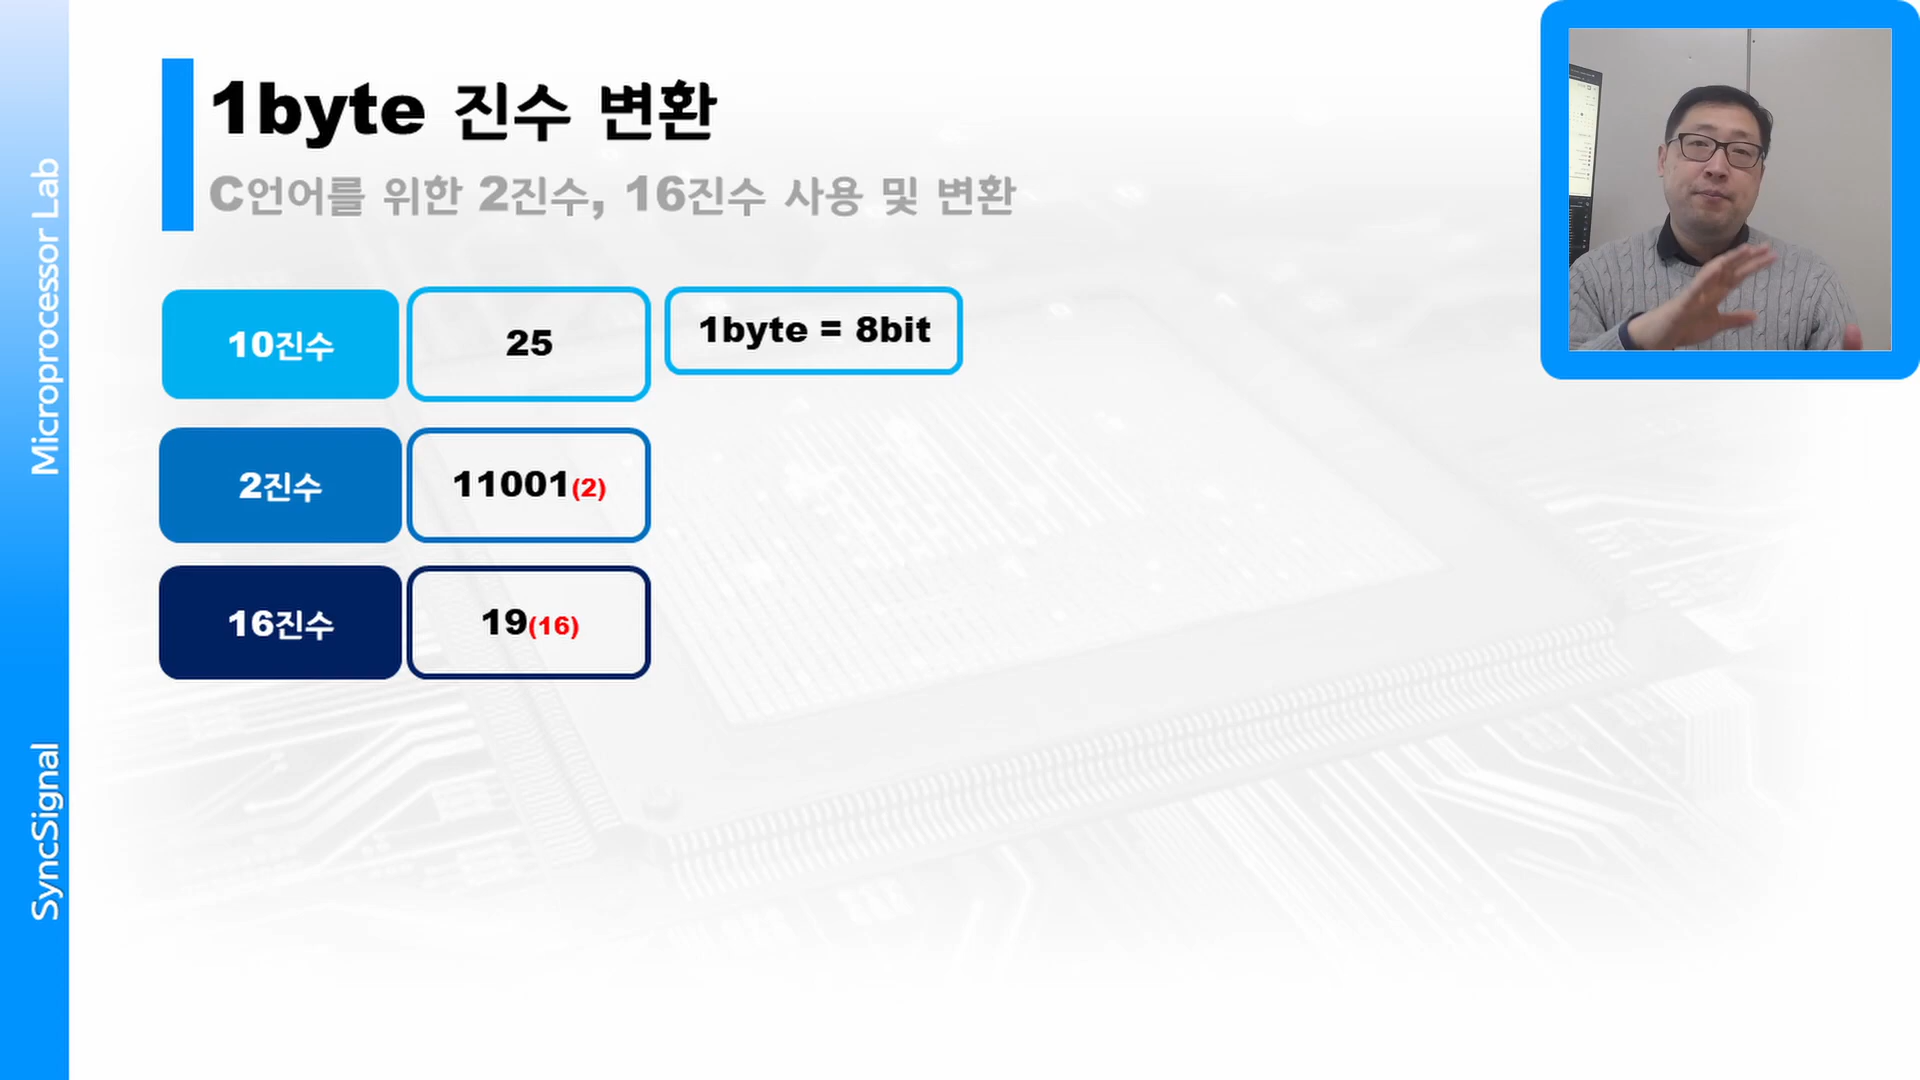 1byte 진수 변환
C언어를 위한 2진수, 16진수 사용 및 변환
10진수
25
1byte = 8bit
2진수
11001(2)
16진수
19(16)
Microprocessor Lab
SyncSignal